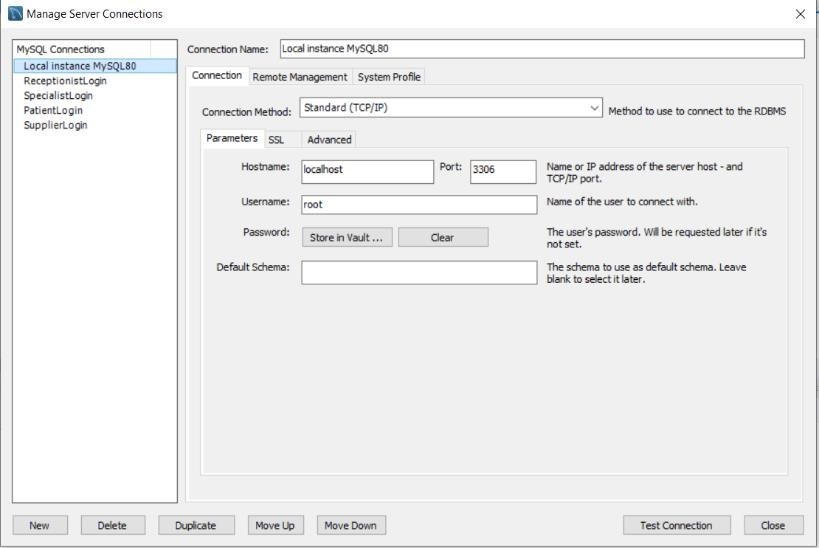 Manage Server Connections
MySQL Connections
Local instance MySQL80
ReceptionistLogin
SpecialistLogin
PatientLogin
SupplierLogin
Connection Name: Local instance MySQL80
Connection Remote Management System Profile
Connection Method: Standard (TCP/IP) Method to use to connect to the RDBMS
Parameters SSL Advanced
Hostname: localhost Port: 3306 Name or IP address of the server host - and
TCP/IP port.
Username: root Name of the user to connect with.
Password: Store in Vault ... Clear The user's password. Will be requested later if it's
not set.
Default Schema: The schema to use as default schema. Leave
blank to select it later.
New Delete Duplicate Move Up Move Down Test Connection Close